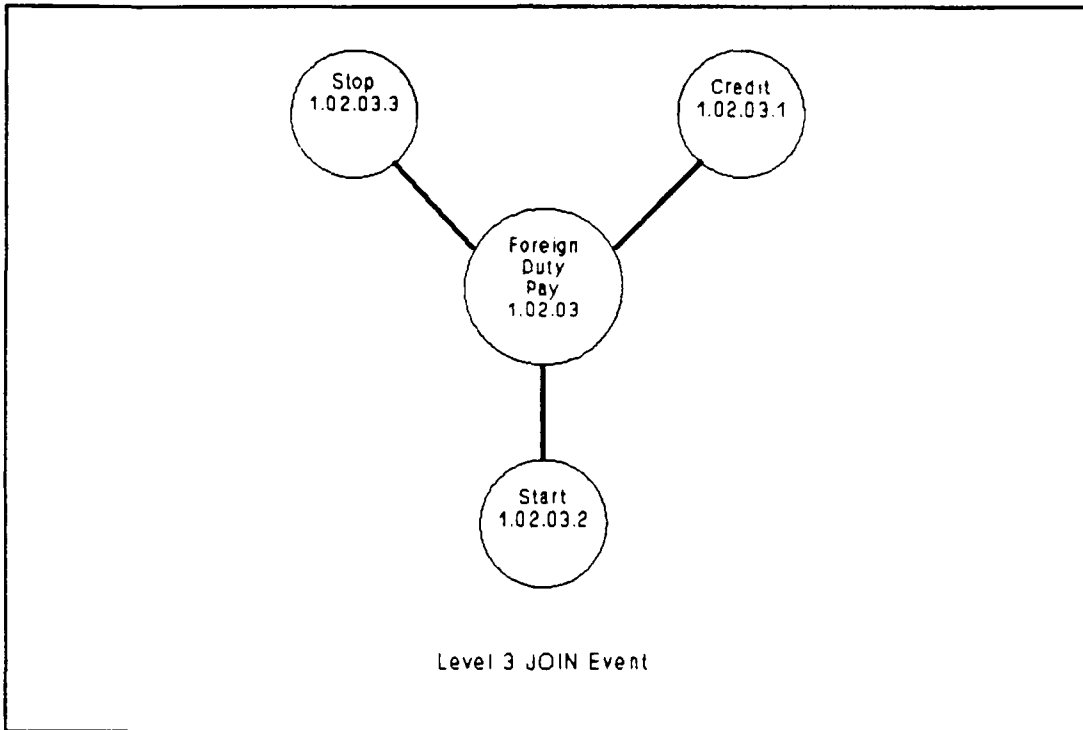 Stop
1.02.03.3
Credit
1.02.03.1
Foreign
Duty
Pay
1.02.03
Start
1.02.03.2
Level 3 JOIN Event